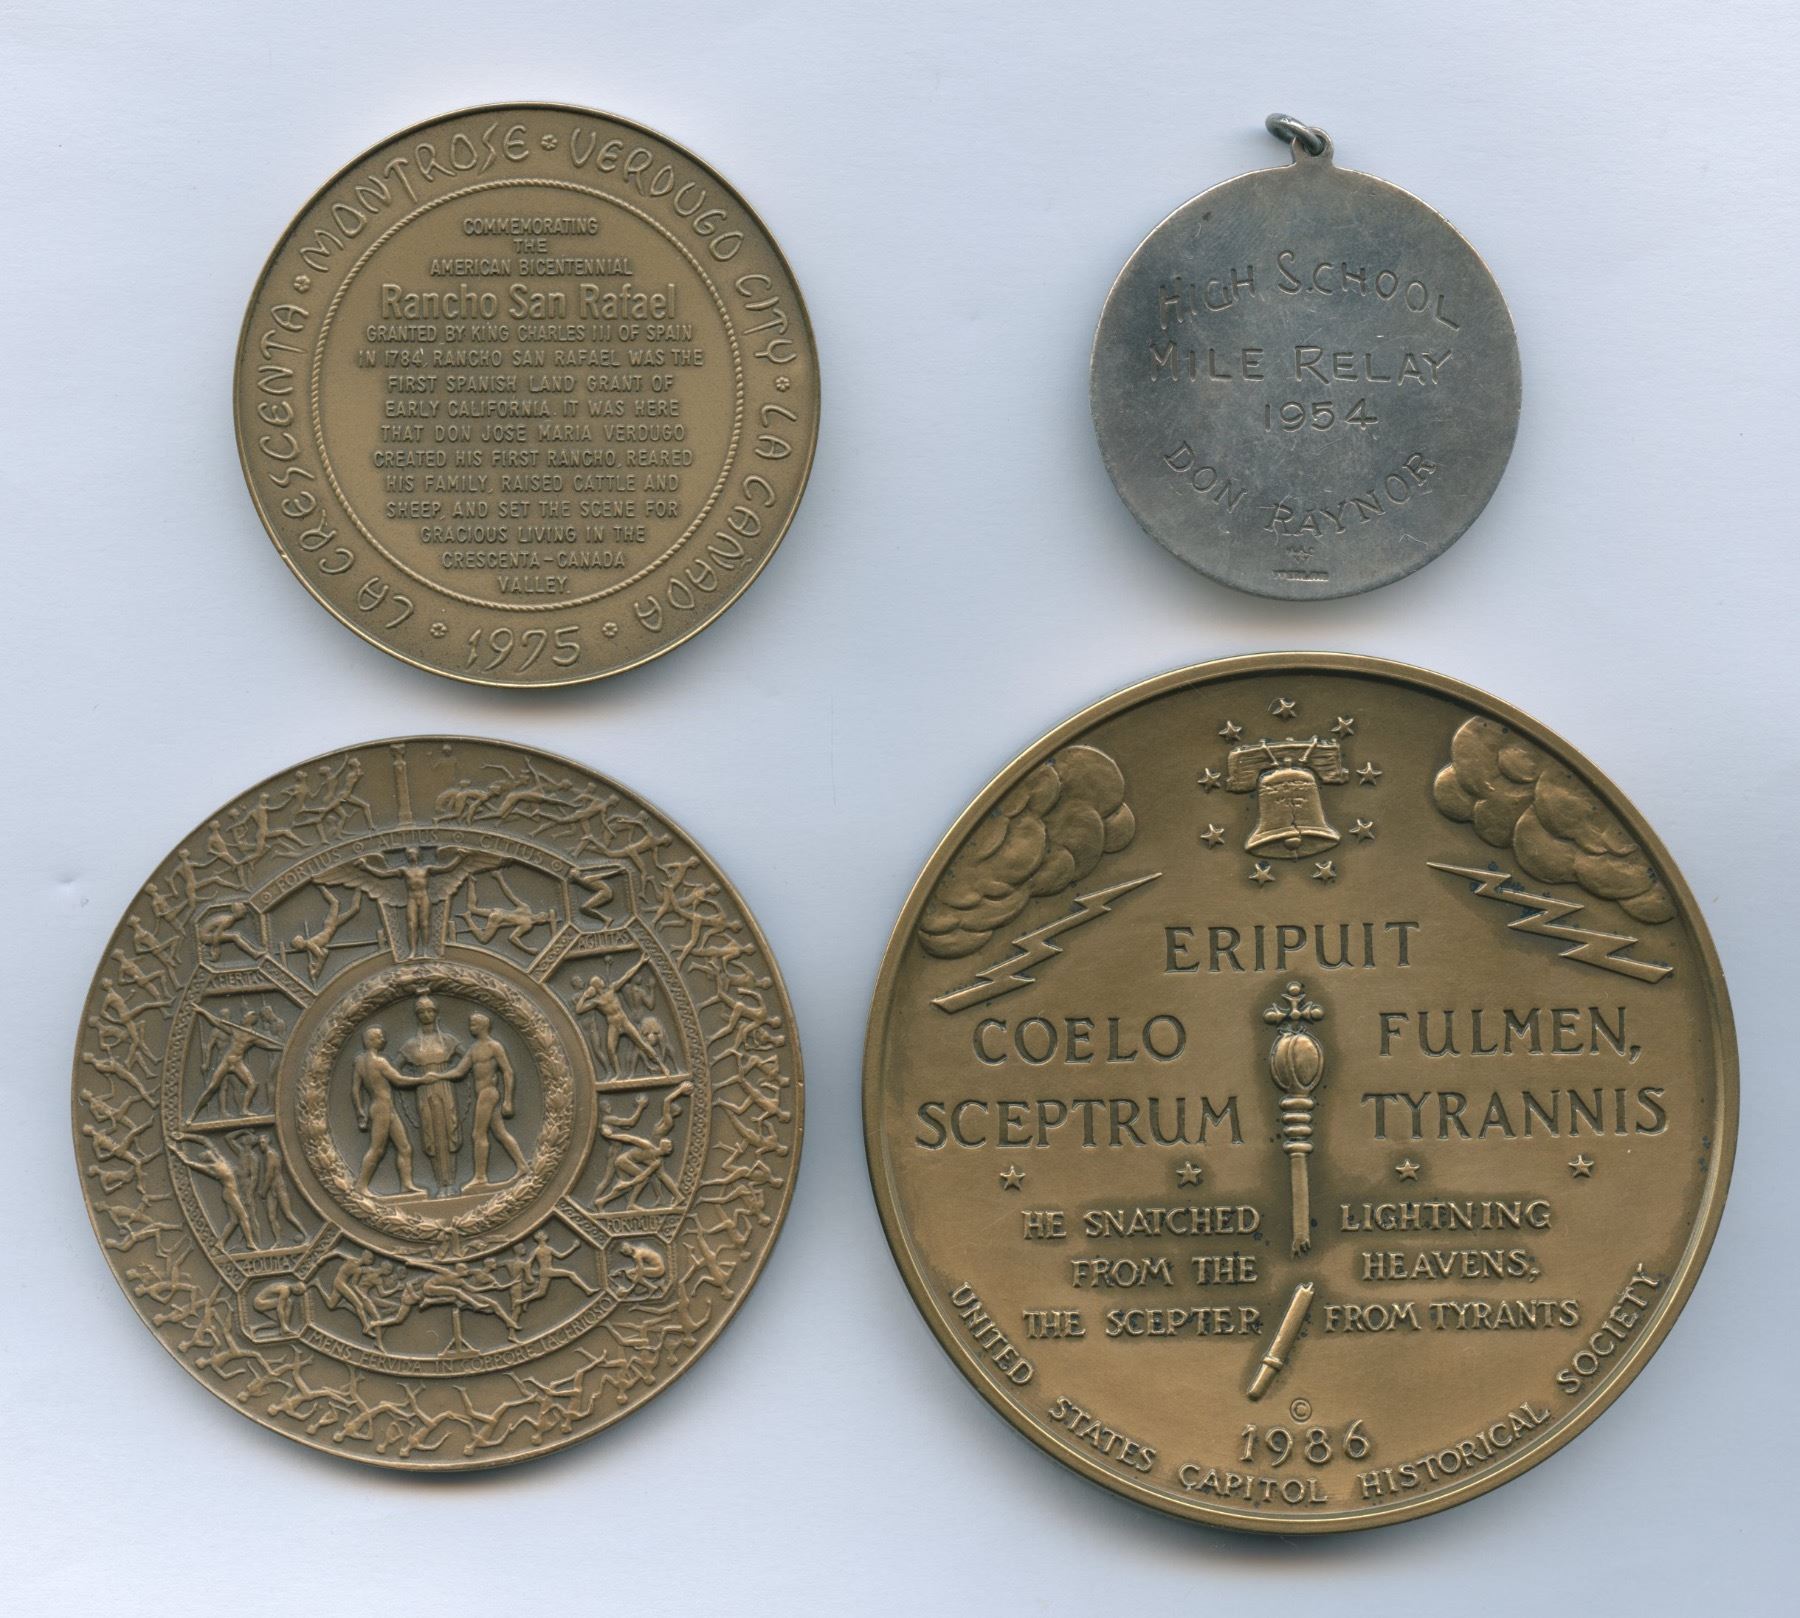 LA CRESCENTA · MONTROSE · VERDUGO CITY · LA CAÑADA · 1975 ·
COMMEMORATING
THE
AMERICAN BICENTENNIAL
Rancho San Rafael
GRANTED BY KING CHARLES III OF SPAIN
IN 1784, RANCHO SAN RAFAEL WAS THE
FIRST SPANISH LAND GRANT OF
EARLY CALIFORNIA. IT WAS HERE
THAT DON JOSE MARIA VERDUGO
CREATED HIS FIRST RANCHO, REARED
HIS FAMILY, RAISED CATTLE AND
SHEEP, AND SET THE SCENE FOR
GRACIOUS LIVING IN THE
CRESCENTA-CANADA
VALLEY.
HIGH SCHOOL
MILE RELAY
1954
DON RAYNOR
FORTIUS ALTIUS CITIUS
CELERITAS
AGILITAS
AEQUITAS
FORTITUDO
MENS FERVIDA IN CORPORE LACERTOSO
ERIPUIT
COELO FULMEN,
SCEPTRUM TYRANNIS
HE SNATCHED LIGHTNING
FROM THE HEAVENS,
THE SCEPTER FROM TYRANTS
©
1986
UNITED STATES CAPITOL HISTORICAL SOCIETY